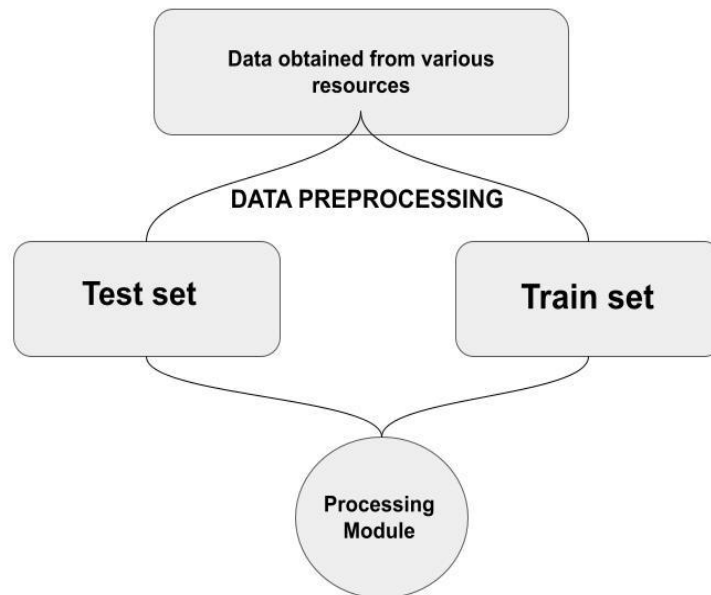 Data obtained from various
resources
DATA PREPROCESSING
Test set
Train set
Processing
Module